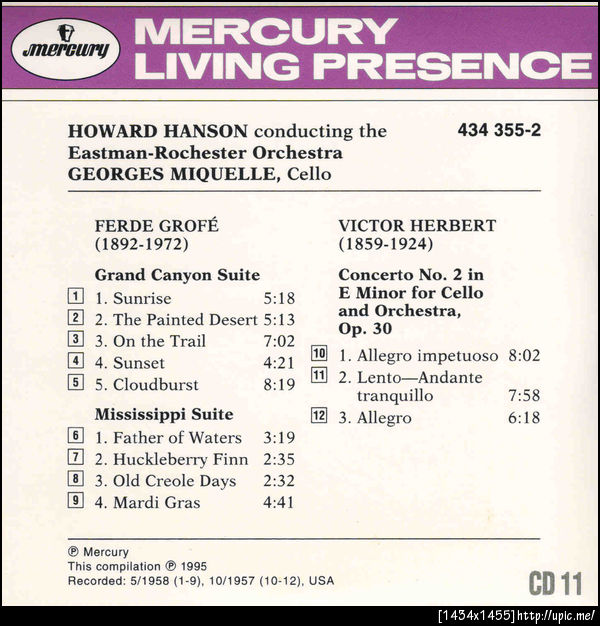 mercury
MERCURY
LIVING PRESENCE
HOWARD HANSON conducting the
Eastman-Rochester Orchestra
GEORGES MIQUELLE, Cello
434 355-2
FERDE GROFÉ
(1892-1972)
Grand Canyon Suite
1 1. Sunrise 5:18
2 2. The Painted Desert 5:13
3 3. On the Trail 7:02
4 4. Sunset 4:21
5 5. Cloudburst 8:19
Mississippi Suite
6 1. Father of Waters 3:19
7 2. Huckleberry Finn 2:35
8 3. Old Creole Days 2:32
9 4. Mardi Gras 4:41
VICTOR HERBERT
(1859-1924)
Concerto No. 2 in
E Minor for Cello
and Orchestra,
Op. 30
10 1. Allegro impetuoso 8:02
11 2. Lento—Andante
tranquillo 7:58
12 3. Allegro 6:18
℗ Mercury
This compilation ℗ 1995
Recorded: 5/1958 (1-9), 10/1957 (10-12), USA
CD 11
[1434x1455]http://upic.me/